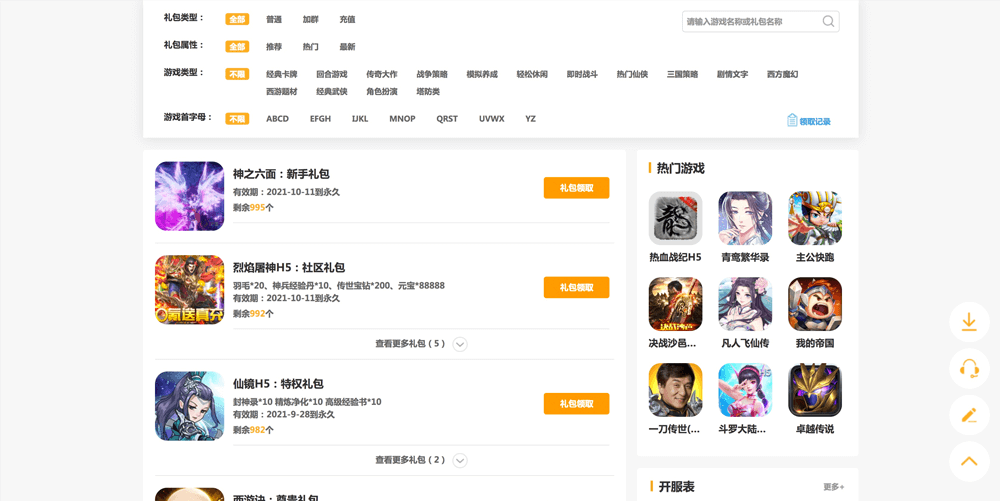 礼包类型： 全部 普通 加群 充值
请输入游戏名称或礼包名称
礼包属性： 全部 推荐 热门 最新
游戏类型： 不限 经典卡牌 回合游戏 传奇大作 战争策略 模拟养成 轻松休闲 即时战斗 热门仙侠 三国策略 剧情文字 西方魔幻
西游题材 经典武侠 角色扮演 塔防类
游戏首字母： 不限 ABCD EFGH IJKL MNOP QRST UVWX YZ
领取记录
神之六面：新手礼包
有效期：2021-10-11到永久
剩余995个
礼包领取
烈焰屠神H5：社区礼包
羽毛*20、神兵经验丹*10、传世宝钻*200、元宝*88888
有效期：2021-10-11到永久
剩余992个
礼包领取
氪送真充
查看更多礼包 ( 5 )
仙镜H5：特权礼包
封神录*10 精炼净化*10 高级经验书*10
有效期：2021-9-28到永久
剩余982个
礼包领取
查看更多礼包 ( 2 )
西游诀：尊贵礼包
热门游戏
热血战纪H5 青鸾繁华录 主公快跑
决战沙邑... 凡人飞仙传 我的帝国
一刀传世(... 斗罗大陆... 卓越传说
开服表
更多+